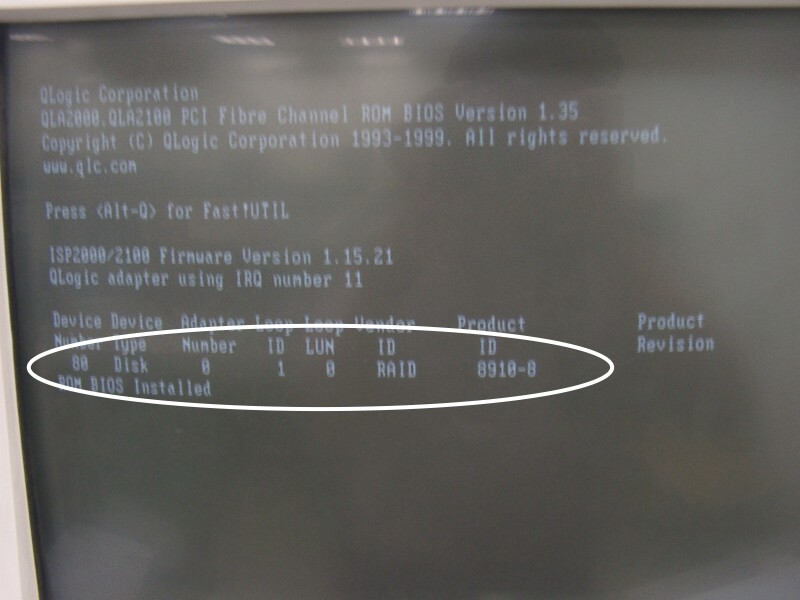 QLogic Corporation
QLA2000.QLA2100 PCI Fibre Channel ROM BIOS Version 1.35
Copyright (C) QLogic Corporation 1993-1999. All rights reserved.
www.qlc.com
Press <Alt-Q> for Fast!UTIL
ISP2000/2100 Firmware Version 1.15.21
QLogic adapter using IRQ number 11
Device Device Adapter Loop Loop Vendor Product Product
Number Type Number ID LUN ID ID Revision
80 Disk 0 1 0 RAID 8910-8
ROM BIOS Installed